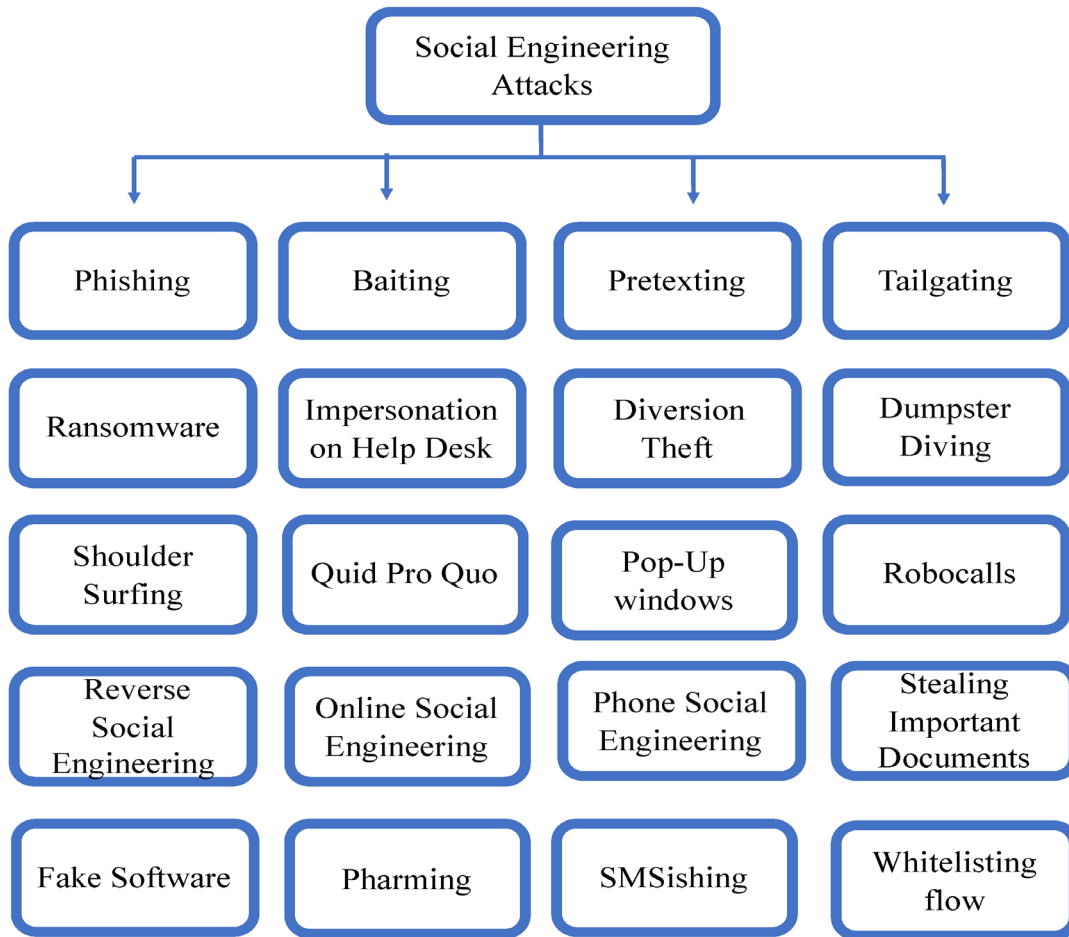 Social Engineering
Attacks
Phishing
Baiting
Pretexting
Tailgating
Ransomware
Impersonation
on Help Desk
Diversion
Theft
Dumpster
Diving
Shoulder
Surfing
Quid Pro Quo
Pop-Up
windows
Robocalls
Reverse
Social
Engineering
Online Social
Engineering
Phone Social
Engineering
Stealing
Important
Documents
Fake Software
Pharming
SMSishing
Whitelisting
flow